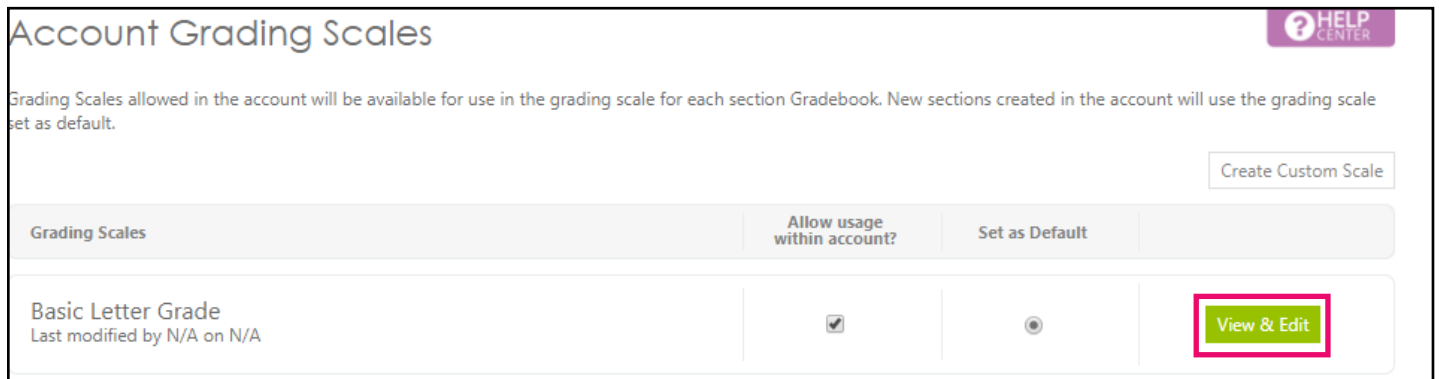 Account Grading Scales
? HELP
CENTER
Grading Scales allowed in the account will be available for use in the grading scale for each section Gradebook. New sections created in the account will use the grading scale
set as default.
Create Custom Scale
Grading Scales
Allow usage
within account?
Set as Default
Basic Letter Grade
Last modified by N/A on N/A
View & Edit